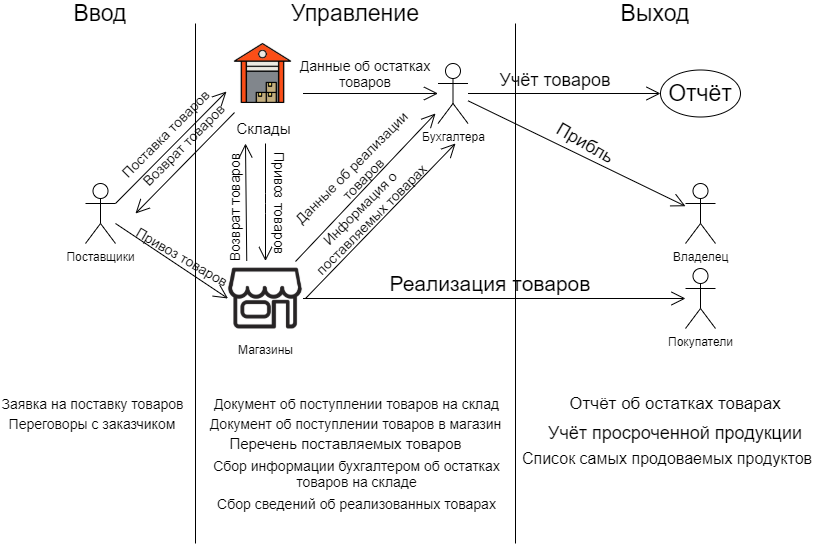 Ввод
Управление
Выход
Данные об остатках
товаров
Учёт товаров
Отчёт
Поставка товаров
Возврат товаров
Склады
Бухгалтера
Прибль
Возврат товаров
Привоз товаров
Данные об реализации
товаров
Информация о
поставляемых товарах
Поставщики
Привоз товаров
Владелец
Реализация товаров
Магазины
Покупатели
Заявка на поставку товаров
Переговоры с заказчиком
Документ об поступлении товаров на склад
Документ об поступлении товаров в магазин
Перечень поставляемых товаров
Сбор информации бухгалтером об остатках
товаров на складе
Сбор сведений об реализованных товарах
Отчёт об остатках товарах
Учёт просроченной продукции
Список самых продоваемых продуктов